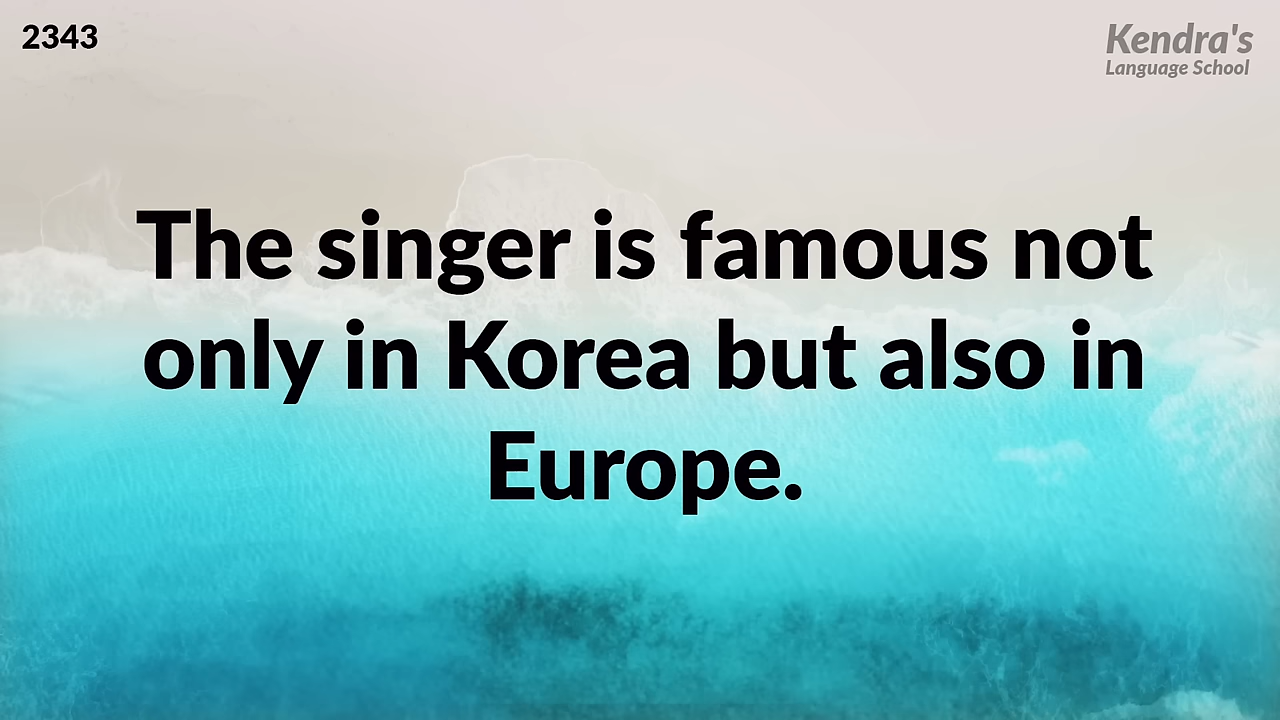 2343
Kendra's
Language School
The singer is famous not
only in Korea but also in
Europe.